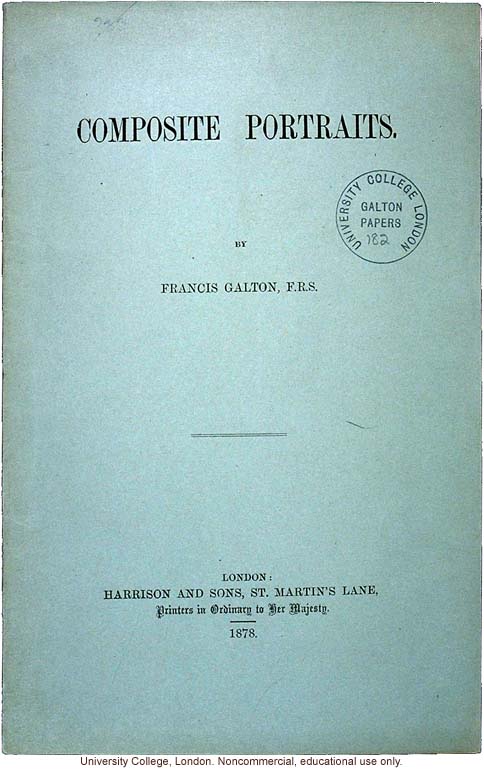 COMPOSITE PORTRAITS.
UNIVERSITY COLLEGE LONDON
GALTON
PAPERS
182
BY
FRANCIS GALTON, F.R.S.
LONDON:
HARRISON AND SONS, ST. MARTIN'S LANE,
Printers in Ordinary to Her Majesty.
1878.
University College, London. Noncommercial, educational use only.